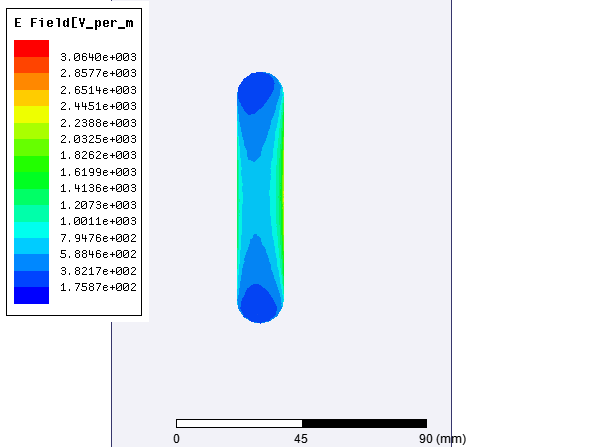 E Field[V_per_m
3.0640e+003
2.8577e+003
2.6514e+003
2.4451e+003
2.2388e+003
2.0325e+003
1.8262e+003
1.6199e+003
1.4136e+003
1.2073e+003
1.0011e+003
7.9476e+002
5.8846e+002
3.8217e+002
1.7587e+002
0 45 90 (mm)